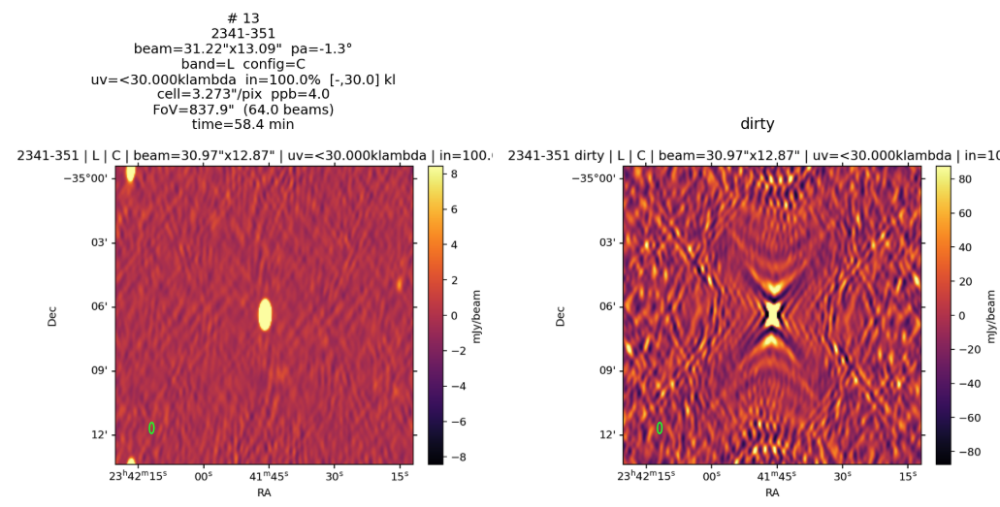 # 13
2341-351
beam=31.22"x13.09"  pa=-1.3°
band=L  config=C
uv=<30.000klambda  in=100.0%  [-,30.0] kl
cell=3.273"/pix  ppb=4.0
FoV=837.9"  (64.0 beams)
time=58.4 min
dirty
2341-351 | L | C | beam=30.97"x12.87" | uv=<30.000klambda | in=100.
2341-351 dirty | L | C | beam=30.97"x12.87" | uv=<30.000klambda | in=10
−35°00'
03'
06'
09'
12'
Dec
23ʰ42ᵐ15ˢ
00ˢ
41ᵐ45ˢ
30ˢ
15ˢ
RA
8
6
4
2
0
−2
−4
−6
−8
mJy/beam
−35°00'
03'
06'
09'
12'
Dec
23ʰ42ᵐ15ˢ
00ˢ
41ᵐ45ˢ
30ˢ
15ˢ
RA
80
60
40
20
0
−20
−40
−60
−80
mJy/beam